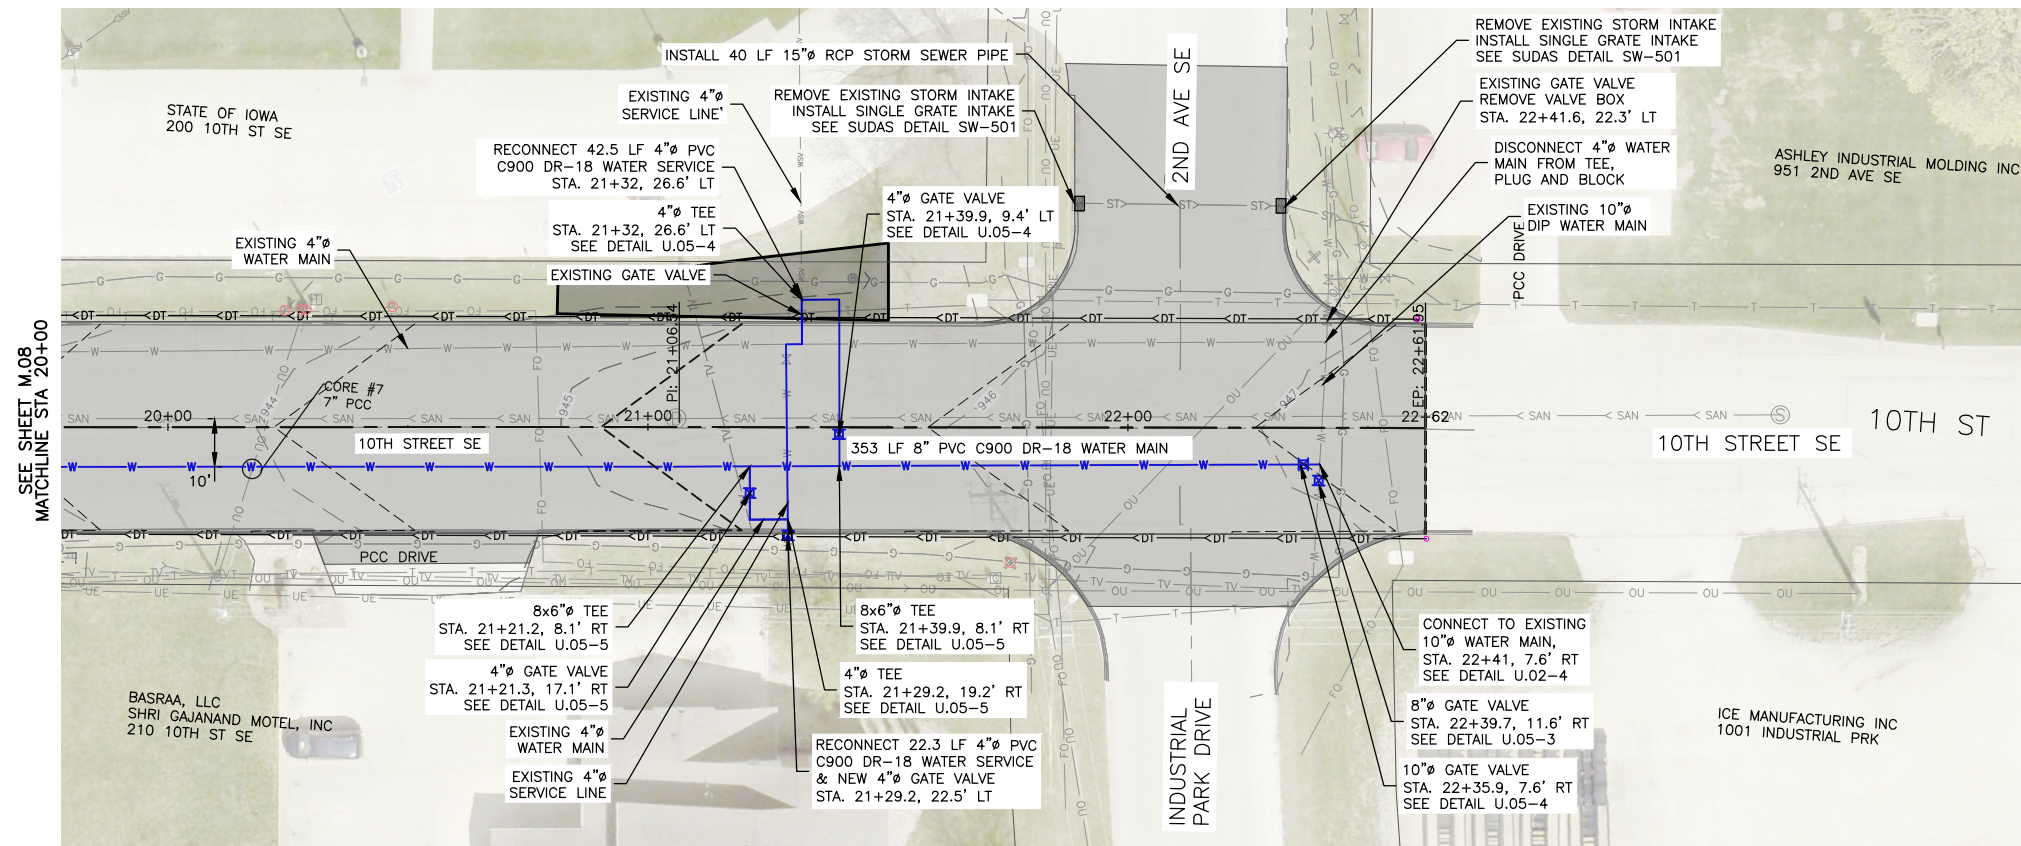 INSTALL 40 LF 15"ø RCP STORM SEWER PIPE
2ND AVE SE
REMOVE EXISTING STORM INTAKE
INSTALL SINGLE GRATE INTAKE
SEE SUDAS DETAIL SW-501
STATE OF IOWA
200 10TH ST SE
EXISTING 4"ø
SERVICE LINE
REMOVE EXISTING STORM INTAKE
INSTALL SINGLE GRATE INTAKE
SEE SUDAS DETAIL SW-501
EXISTING GATE VALVE
REMOVE VALVE BOX
STA. 22+41.6, 22.3' LT
RECONNECT 42.5 LF 4"ø PVC
C900 DR-18 WATER SERVICE
STA. 21+32, 26.6' LT
DISCONNECT 4"ø WATER
MAIN FROM TEE,
PLUG AND BLOCK
ASHLEY INDUSTRIAL MOLDING INC
951 2ND AVE SE
4"ø TEE
STA. 21+32, 26.6' LT
SEE DETAIL U.05-4
4"ø GATE VALVE
STA. 21+39.9, 9.4' LT
SEE DETAIL U.05-4
EXISTING 10"ø
DIP WATER MAIN
PCC DRIVE
EXISTING 4"ø
WATER MAIN
EXISTING GATE VALVE
SEE SHEET M.08
MATCHLINE STA 20+00
PI: 21+06.54
EP: 22+61.95
CORE #7
7" PCC
944
945
946
947
20+00
21+00
22+00
22+62
10TH ST
10TH STREET SE
353 LF 8" PVC C900 DR-18 WATER MAIN
10TH STREET SE
10'
PCC DRIVE
8x6"ø TEE
STA. 21+21.2, 8.1' RT
SEE DETAIL U.05-5
8x6"ø TEE
STA. 21+39.9, 8.1' RT
SEE DETAIL U.05-5
CONNECT TO EXISTING
10"ø WATER MAIN,
STA. 22+41, 7.6' RT
SEE DETAIL U.02-4
4"ø GATE VALVE
STA. 21+21.3, 17.1' RT
SEE DETAIL U.05-5
4"ø TEE
STA. 21+29.2, 19.2' RT
SEE DETAIL U.05-5
BASRAA, LLC
SHRI GAJANAND MOTEL, INC
210 10TH ST SE
EXISTING 4"ø
WATER MAIN
8"ø GATE VALVE
STA. 22+39.7, 11.6' RT
SEE DETAIL U.05-3
ICE MANUFACTURING INC
1001 INDUSTRIAL PRK
INDUSTRIAL
PARK DRIVE
RECONNECT 22.3 LF 4"ø PVC
C900 DR-18 WATER SERVICE
& NEW 4"ø GATE VALVE
STA. 21+29.2, 22.5' LT
EXISTING 4"ø
SERVICE LINE
10"ø GATE VALVE
STA. 22+35.9, 7.6' RT
SEE DETAIL U.05-4